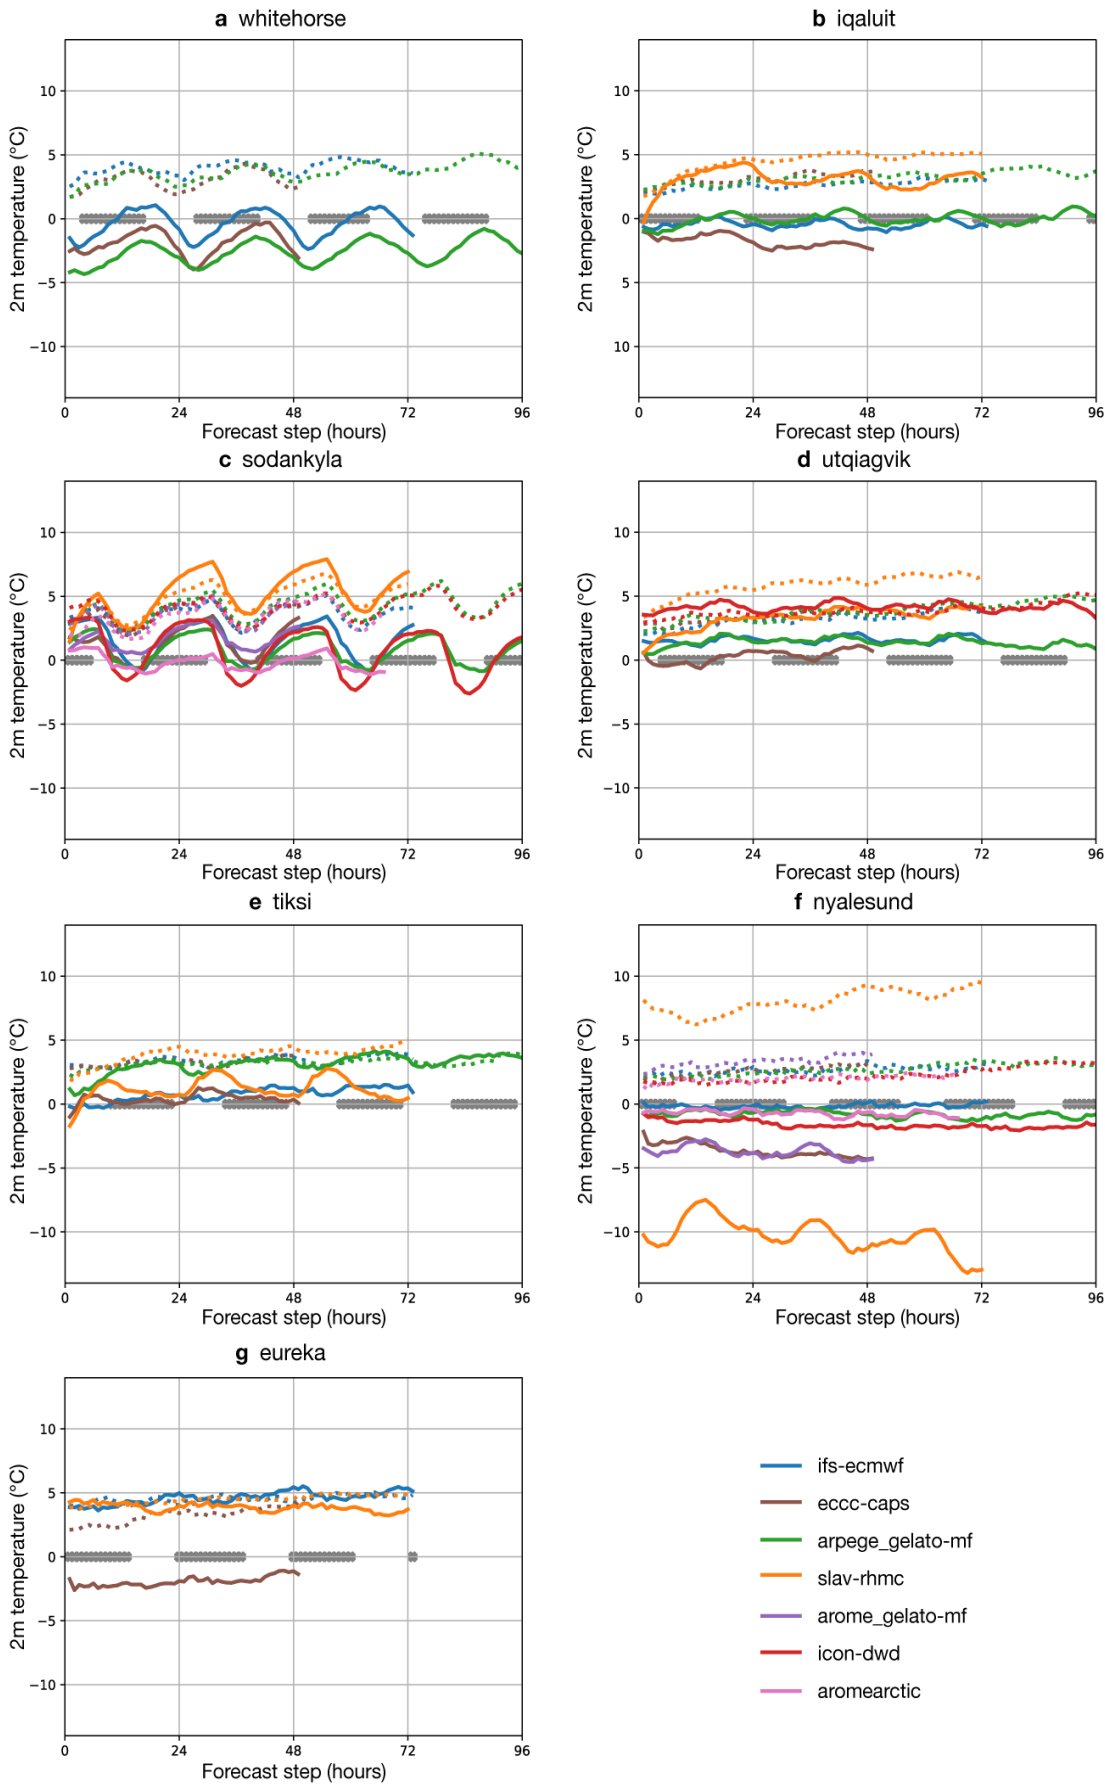 a whitehorse
10
5
0
−5
−10
2m temperature (°C)
0 24 48 72 96
Forecast step (hours)
b iqaluit
10
5
0
5
10
2m temperature (°C)
0 24 48 72 96
Forecast step (hours)
c sodankyla
10
5
0
−5
−10
2m temperature (°C)
0 24 48 72 96
Forecast step (hours)
d utqiagvik
10
5
0
−5
−10
2m temperature (°C)
0 24 48 72 96
Forecast step (hours)
e tiksi
10
5
0
−5
−10
2m temperature (°C)
0 24 48 72 96
Forecast step (hours)
f nyalesund
10
5
0
−5
−10
2m temperature (°C)
0 24 48 72 96
Forecast step (hours)
g eureka
10
5
0
−5
−10
2m temperature (°C)
0 24 48 72 96
Forecast step (hours)
ifs-ecmwf
eccc-caps
arpege_gelato-mf
slav-rhmc
arome_gelato-mf
icon-dwd
aromearctic